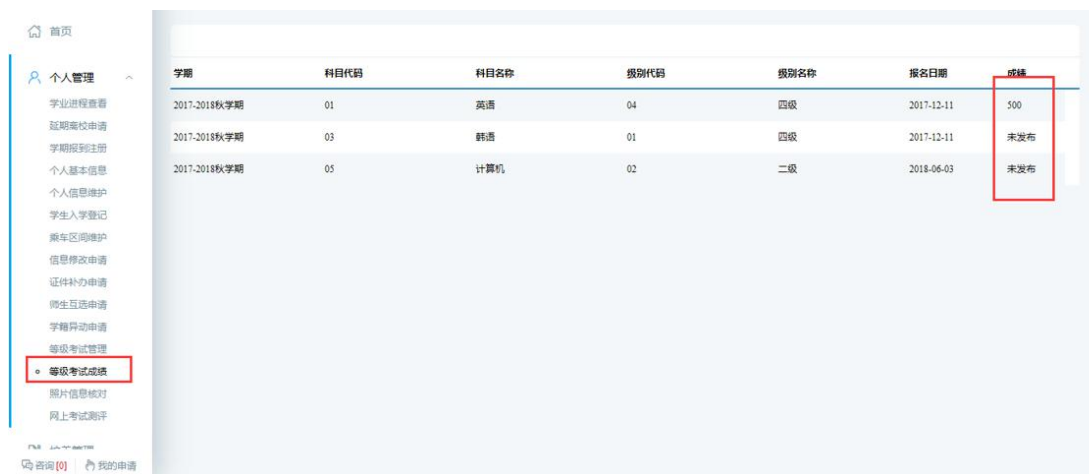 首页
个人管理
学业进程查看
延期离校申请
学期报到注册
个人基本信息
个人信息维护
学生入学登记
乘车区间维护
信息修改申请
证件补办申请
师生互选申请
学籍异动申请
等级考试管理
等级考试成绩
照片信息核对
网上考试测评
咨询[0] 我的申请
学期 科目代码 科目名称 级别代码 级别名称 报名日期 成绩
2017-2018秋学期 01 英语 04 四级 2017-12-11 500
2017-2018秋学期 03 韩语 01 四级 2017-12-11 未发布
2017-2018秋学期 05 计算机 02 二级 2018-06-03 未发布